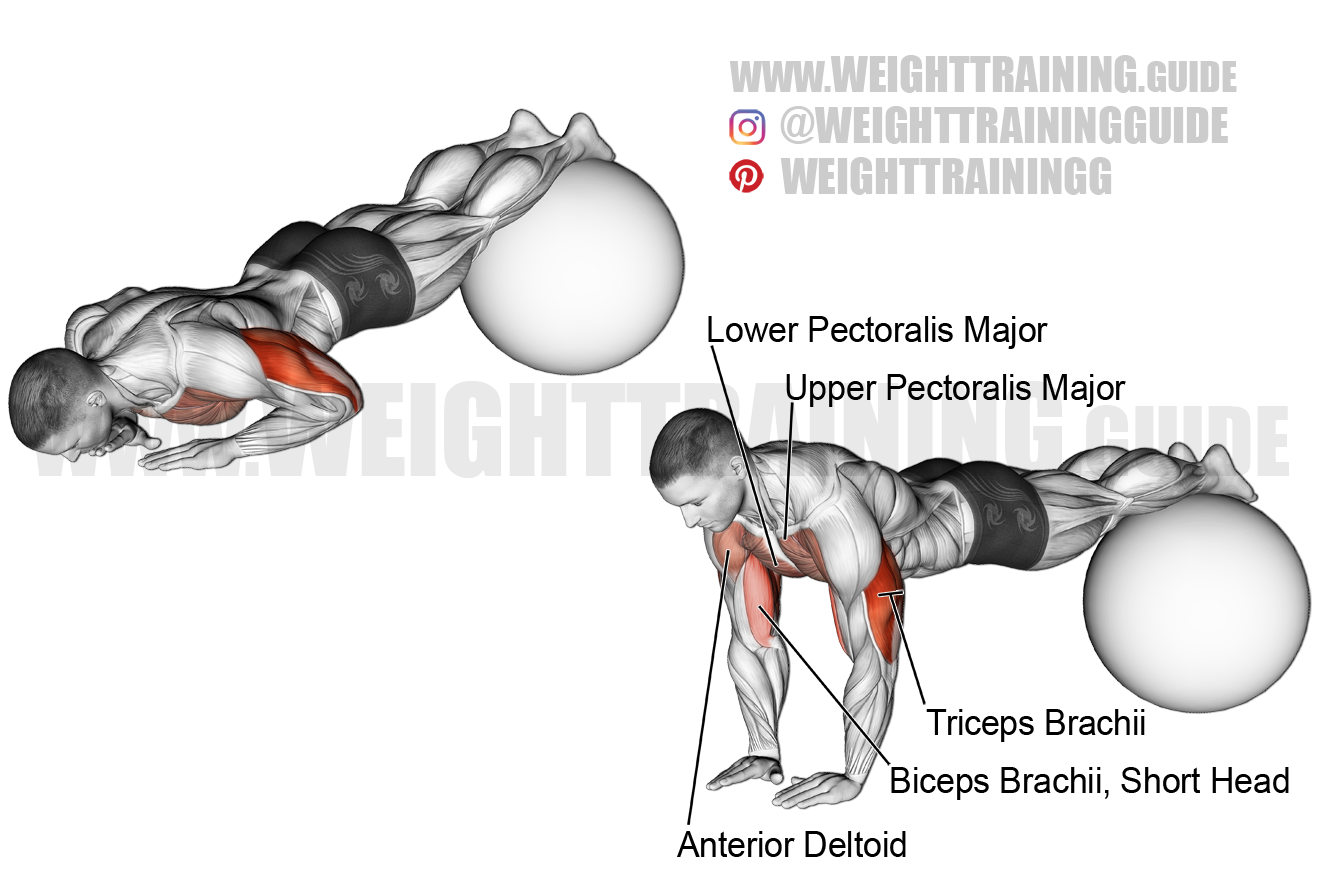 WWW.WEIGHTTRAINING.GUIDE
@WEIGHTTRAININGGUIDE
WEIGHTTRAININGG
Lower Pectoralis Major
Upper Pectoralis Major
WWW.WEIGHTTRAINING.GUIDE
Triceps Brachii
Biceps Brachii, Short Head
Anterior Deltoid